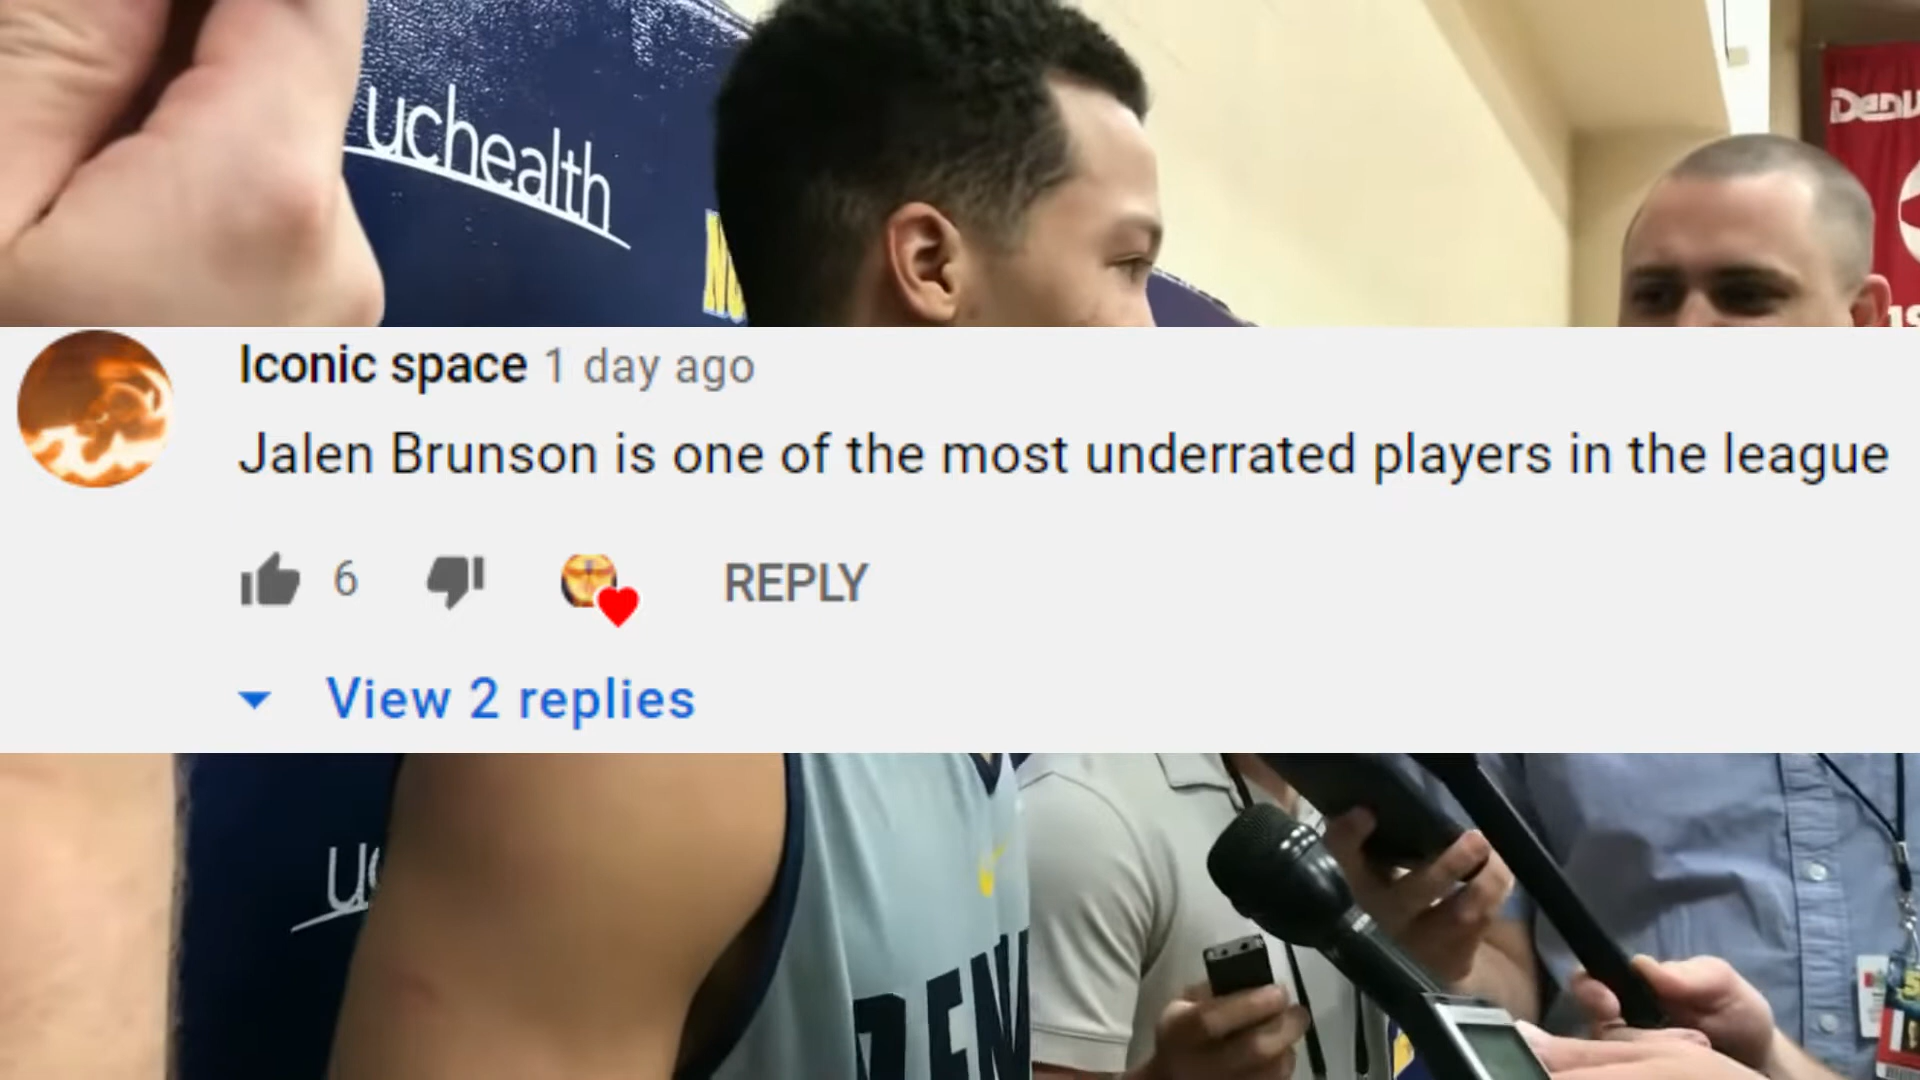 uchealth
Iconic space 1 day ago
Jalen Brunson is one of the most underrated players in the league
6
REPLY
View 2 replies